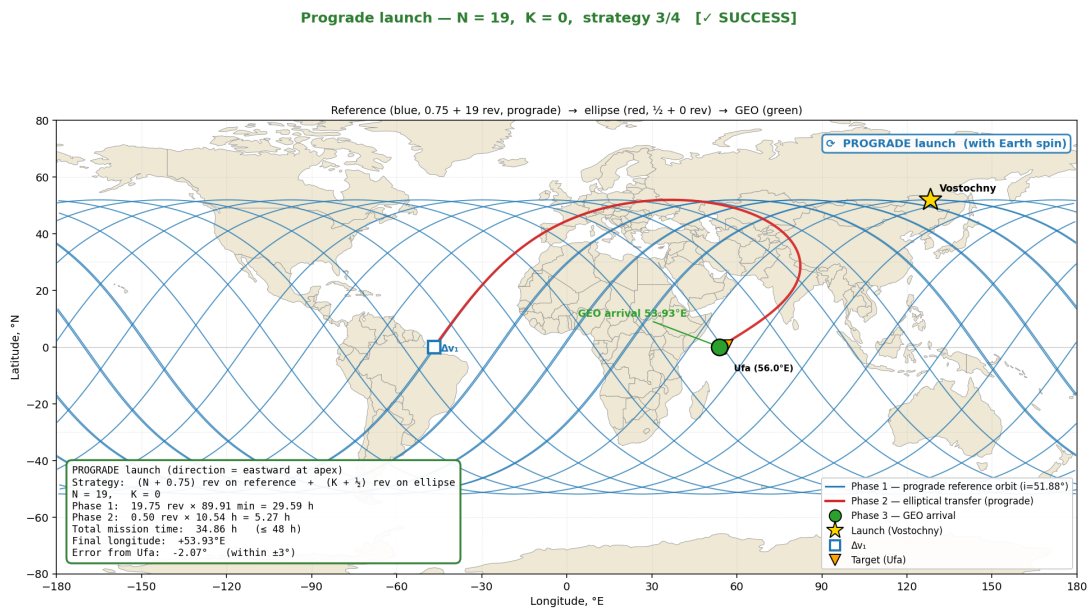 Prograde launch — N = 19,  K = 0,  strategy 3/4   [✓ SUCCESS]
Reference (blue, 0.75 + 19 rev, prograde)  →  ellipse (red, ½ + 0 rev)  →  GEO (green)
80
60
40
20
0
−20
−40
−60
−80
Latitude, °N
⟳  PROGRADE launch  (with Earth spin)
Vostochny
GEO arrival 53.93°E
Δv₁
Ufa (56.0°E)
PROGRADE launch (direction = eastward at apex)
Strategy:  (N + 0.75) rev on reference  +  (K + ½) rev on ellipse
N = 19,   K = 0
Phase 1:  19.75 rev × 89.91 min = 29.59 h
Phase 2:  0.50 rev × 10.54 h = 5.27 h
Total mission time:  34.86 h   (≤ 48 h)
Final longitude:  +53.93°E
Error from Ufa:  -2.07°   (within ±3°)
Phase 1 — prograde reference orbit (i=51.88°)
Phase 2 — elliptical transfer (prograde)
Phase 3 — GEO arrival
Launch (Vostochny)
Δv₁
Target (Ufa)
−180 −150 −120 −90 −60 −30 0 30 60 90 120 150 180
Longitude, °E